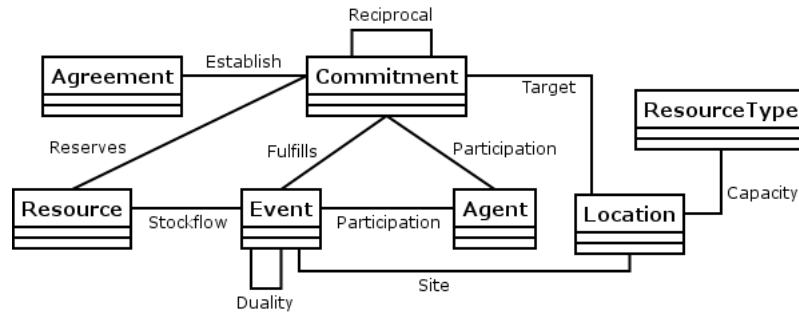 Reciprocal
Establish
Agreement
Commitment
Target
ResourceType
Reserves
Fulfills
Participation
Capacity
Resource
Stockflow
Event
Participation
Agent
Location
Site
Duality